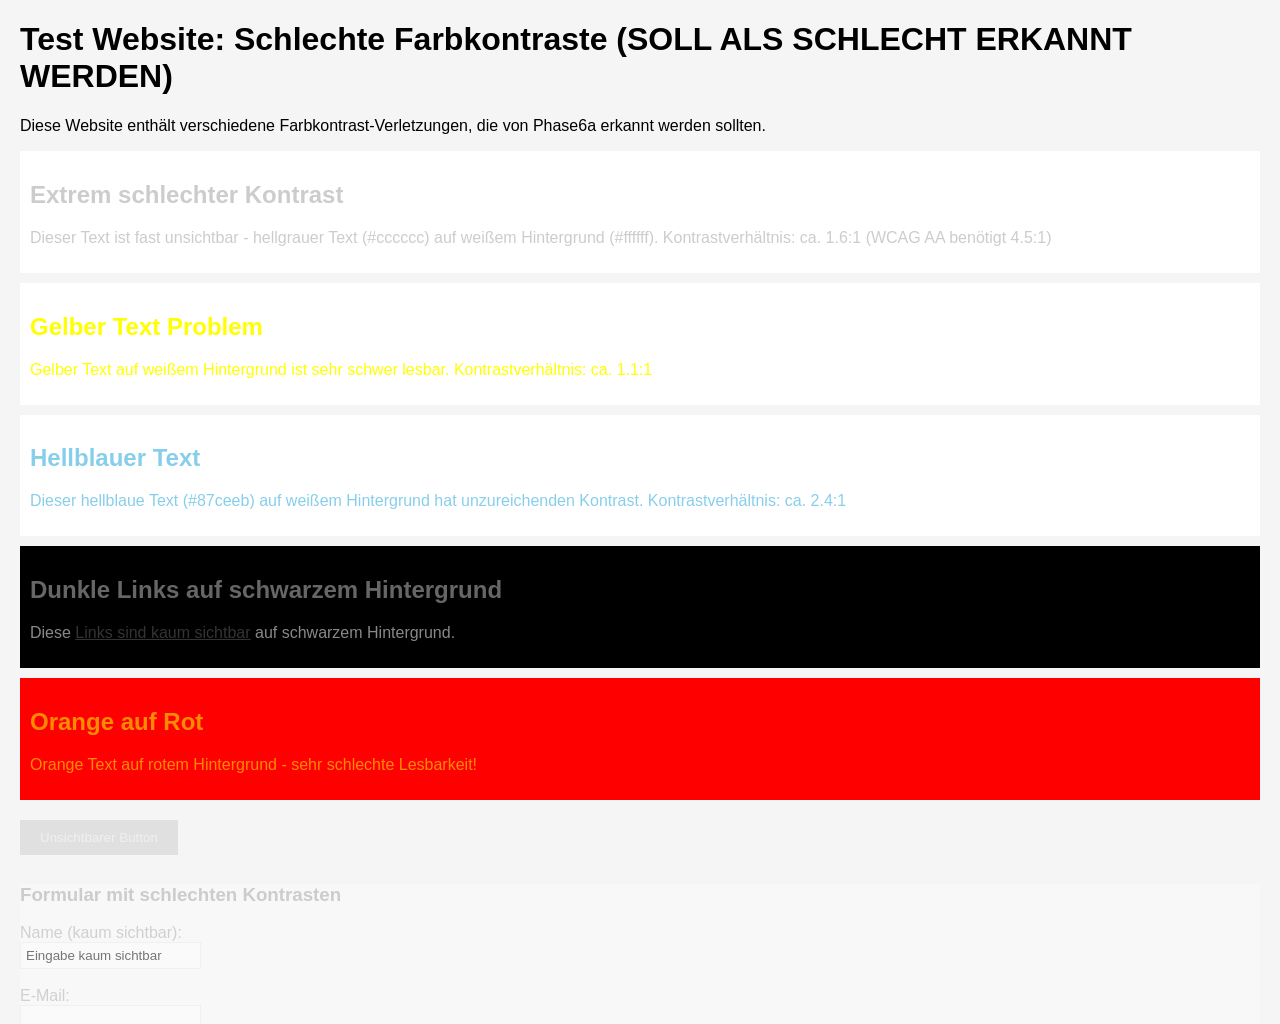 Test Website: Schlechte Farbkontraste (SOLL ALS SCHLECHT ERKANNT
WERDEN)
Diese Website enthält verschiedene Farbkontrast-Verletzungen, die von Phase6a erkannt werden sollten.
Extrem schlechter Kontrast
Dieser Text ist fast unsichtbar - hellgrauer Text (#cccccc) auf weißem Hintergrund (#ffffff). Kontrastverhältnis: ca. 1.6:1 (WCAG AA benötigt 4.5:1)
Gelber Text Problem
Gelber Text auf weißem Hintergrund ist sehr schwer lesbar. Kontrastverhältnis: ca. 1.1:1
Hellblauer Text
Dieser hellblaue Text (#87ceeb) auf weißem Hintergrund hat unzureichenden Kontrast. Kontrastverhältnis: ca. 2.4:1
Dunkle Links auf schwarzem Hintergrund
Diese Links sind kaum sichtbar auf schwarzem Hintergrund.
Orange auf Rot
Orange Text auf rotem Hintergrund - sehr schlechte Lesbarkeit!
Unsichtbarer Button
Formular mit schlechten Kontrasten
Name (kaum sichtbar):
Eingabe kaum sichtbar
E-Mail: